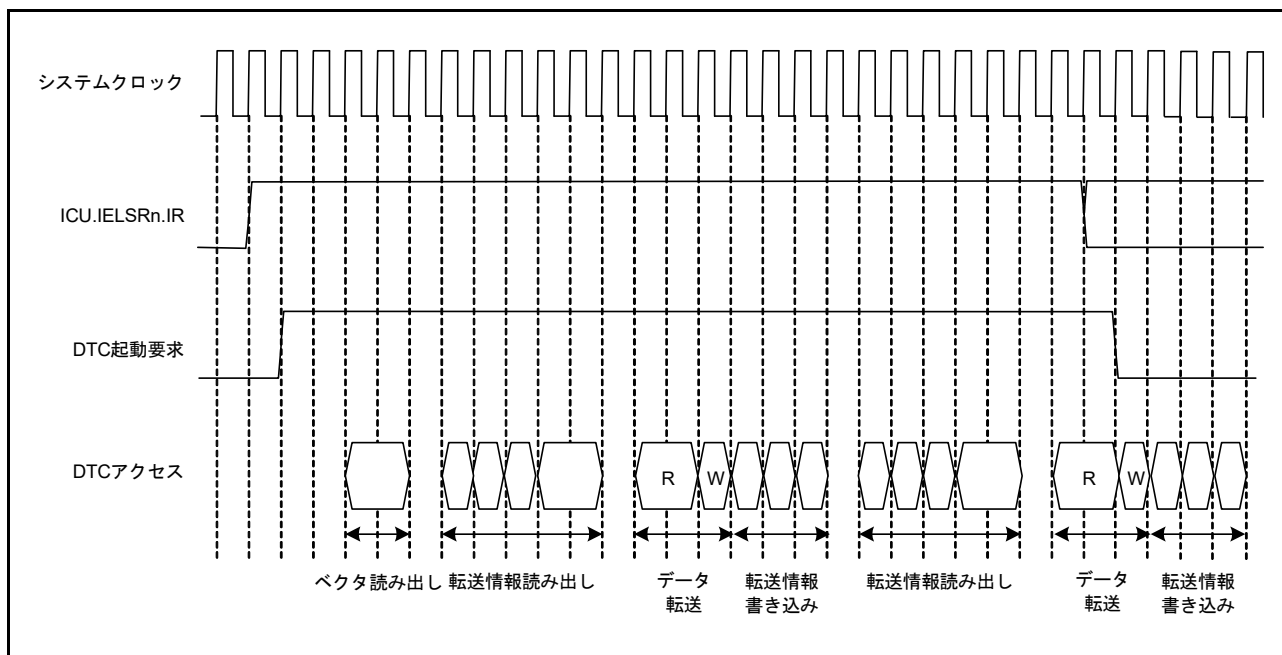 システムクロック
ICU.IELSRn.IR
DTC起動要求
DTCアクセス
R
W
R
W
ベクタ読み出し
転送情報読み出し
データ
転送
転送情報
書き込み
転送情報読み出し
データ
転送
転送情報
書き込み